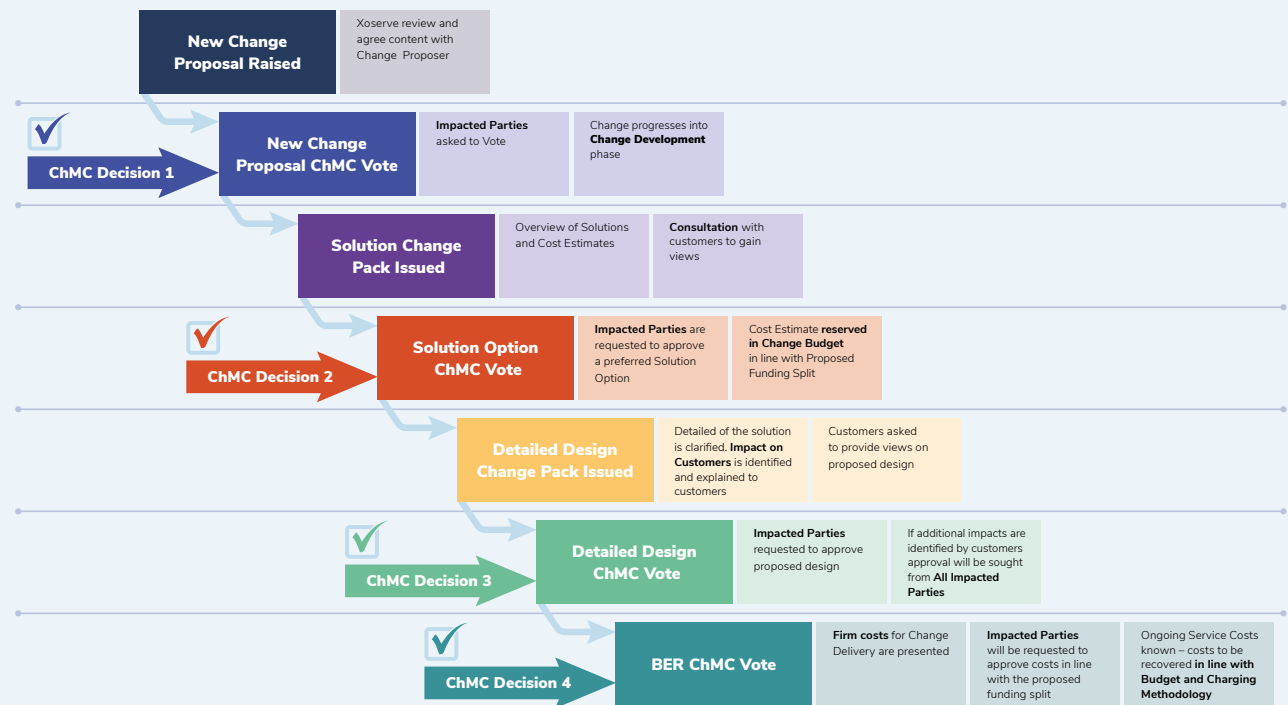 New Change
Proposal Raised
Xoserve review and
agree content with
Change Proposer
ChMC Decision 1
New Change
Proposal ChMC Vote
Impacted Parties
asked to Vote
Change progresses into
Change Development
phase
Solution Change
Pack Issued
Overview of Solutions
and Cost Estimates
Consultation with
customers to gain
views
ChMC Decision 2
Solution Option
ChMC Vote
Impacted Parties are
requested to approve
a preferred Solution
Option
Cost Estimate reserved
in Change Budget
in line with Proposed
Funding Split
Detailed Design
Change Pack Issued
Detailed of the solution
is clarified. Impact on
Customers is identified
and explained to
customers
Customers asked
to provide views on
proposed design
ChMC Decision 3
Detailed Design
ChMC Vote
Impacted Parties
requested to approve
proposed design
If additional impacts are
identified by customers
approval will be sought
from All Impacted
Parties
ChMC Decision 4
BER ChMC Vote
Firm costs for Change
Delivery are presented
Impacted Parties
will be requested to
approve costs in line
with the proposed
funding split
Ongoing Service Costs
known – costs to be
recovered in line with
Budget and Charging
Methodology